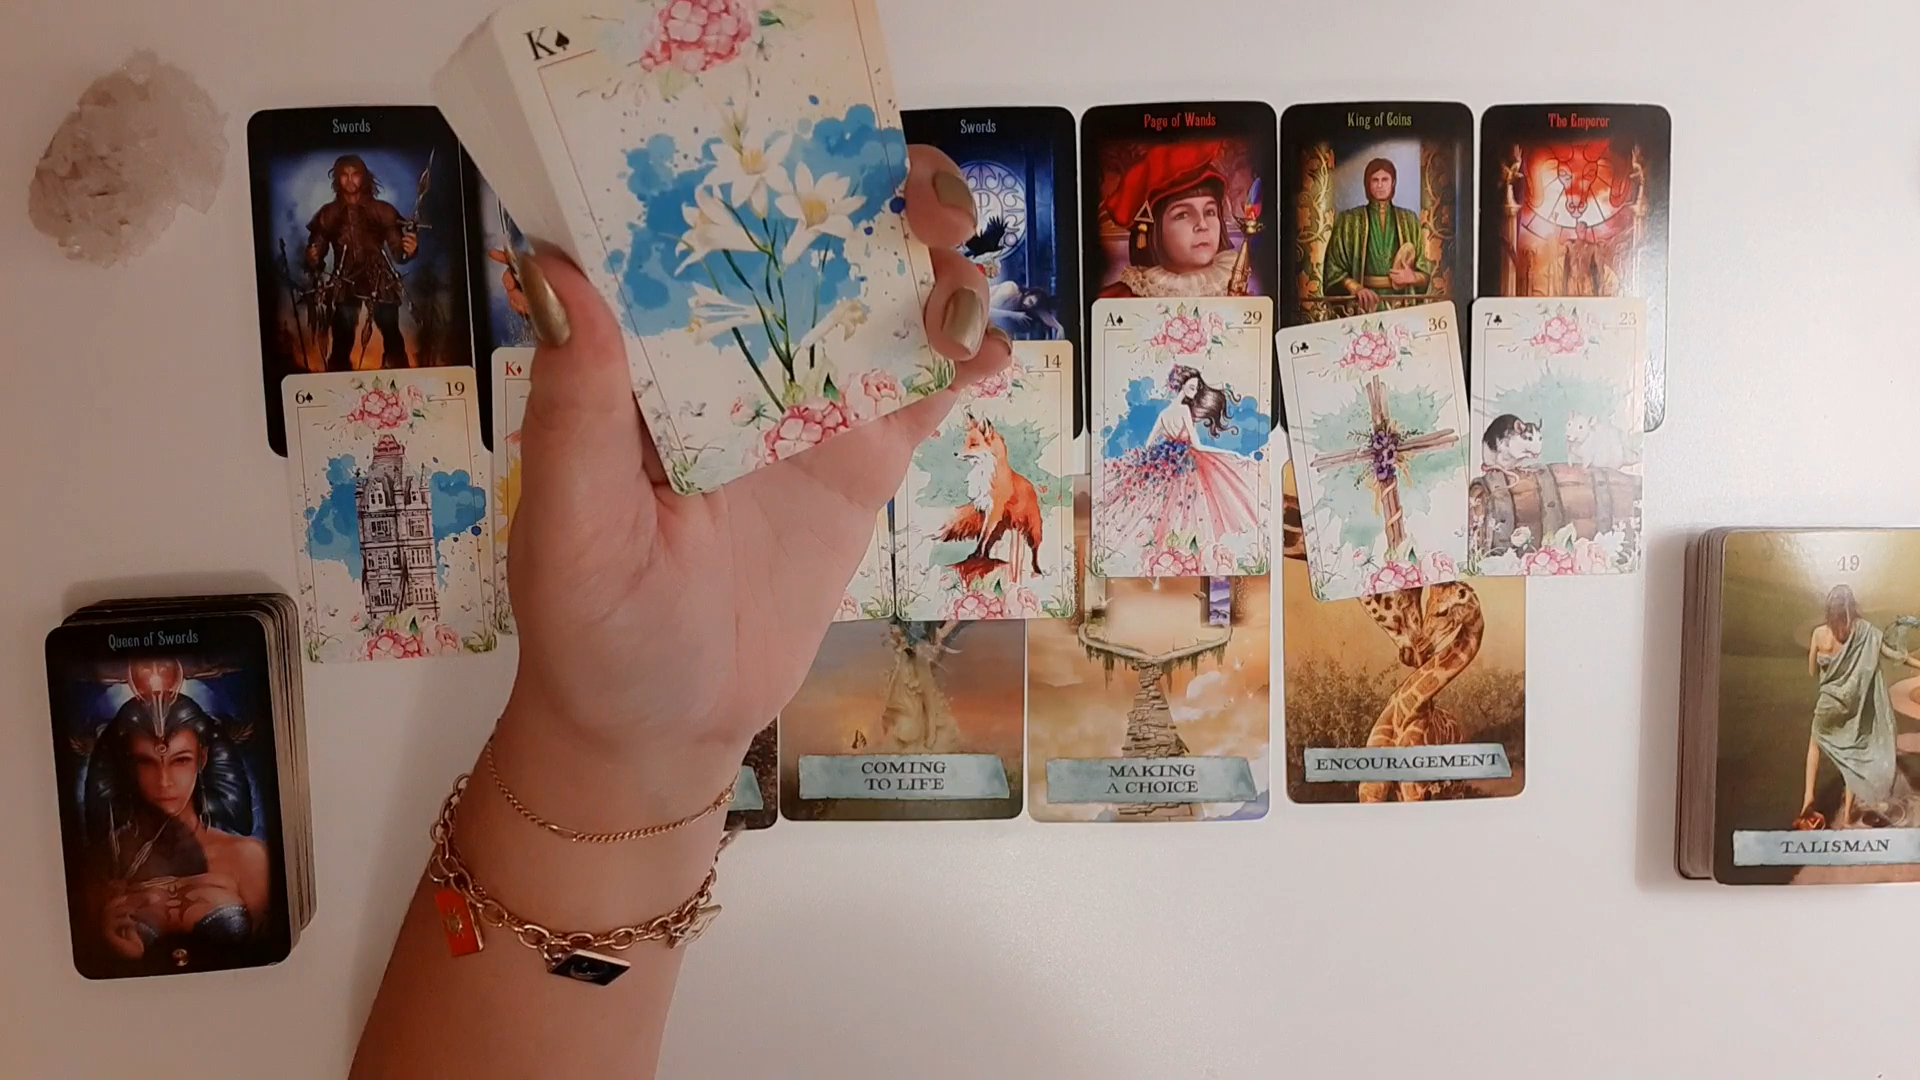 K♠
Swords
Swords
Page of Wands
King of Coins
The Emperor
6♠ 19
K♦
14
A♠ 29
6♣ 36
7♣ 23
Queen of Swords
COMING
TO LIFE
MAKING
A CHOICE
ENCOURAGEMENT
19
TALISMAN